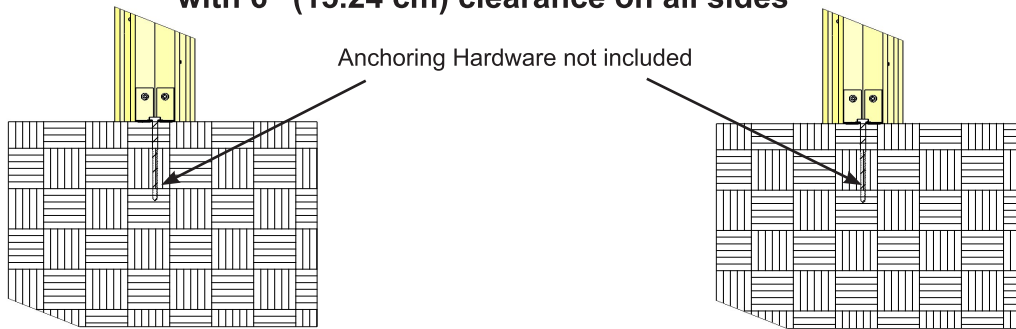 with 6" (15.24 cm) clearance on all sides
Anchoring Hardware not included